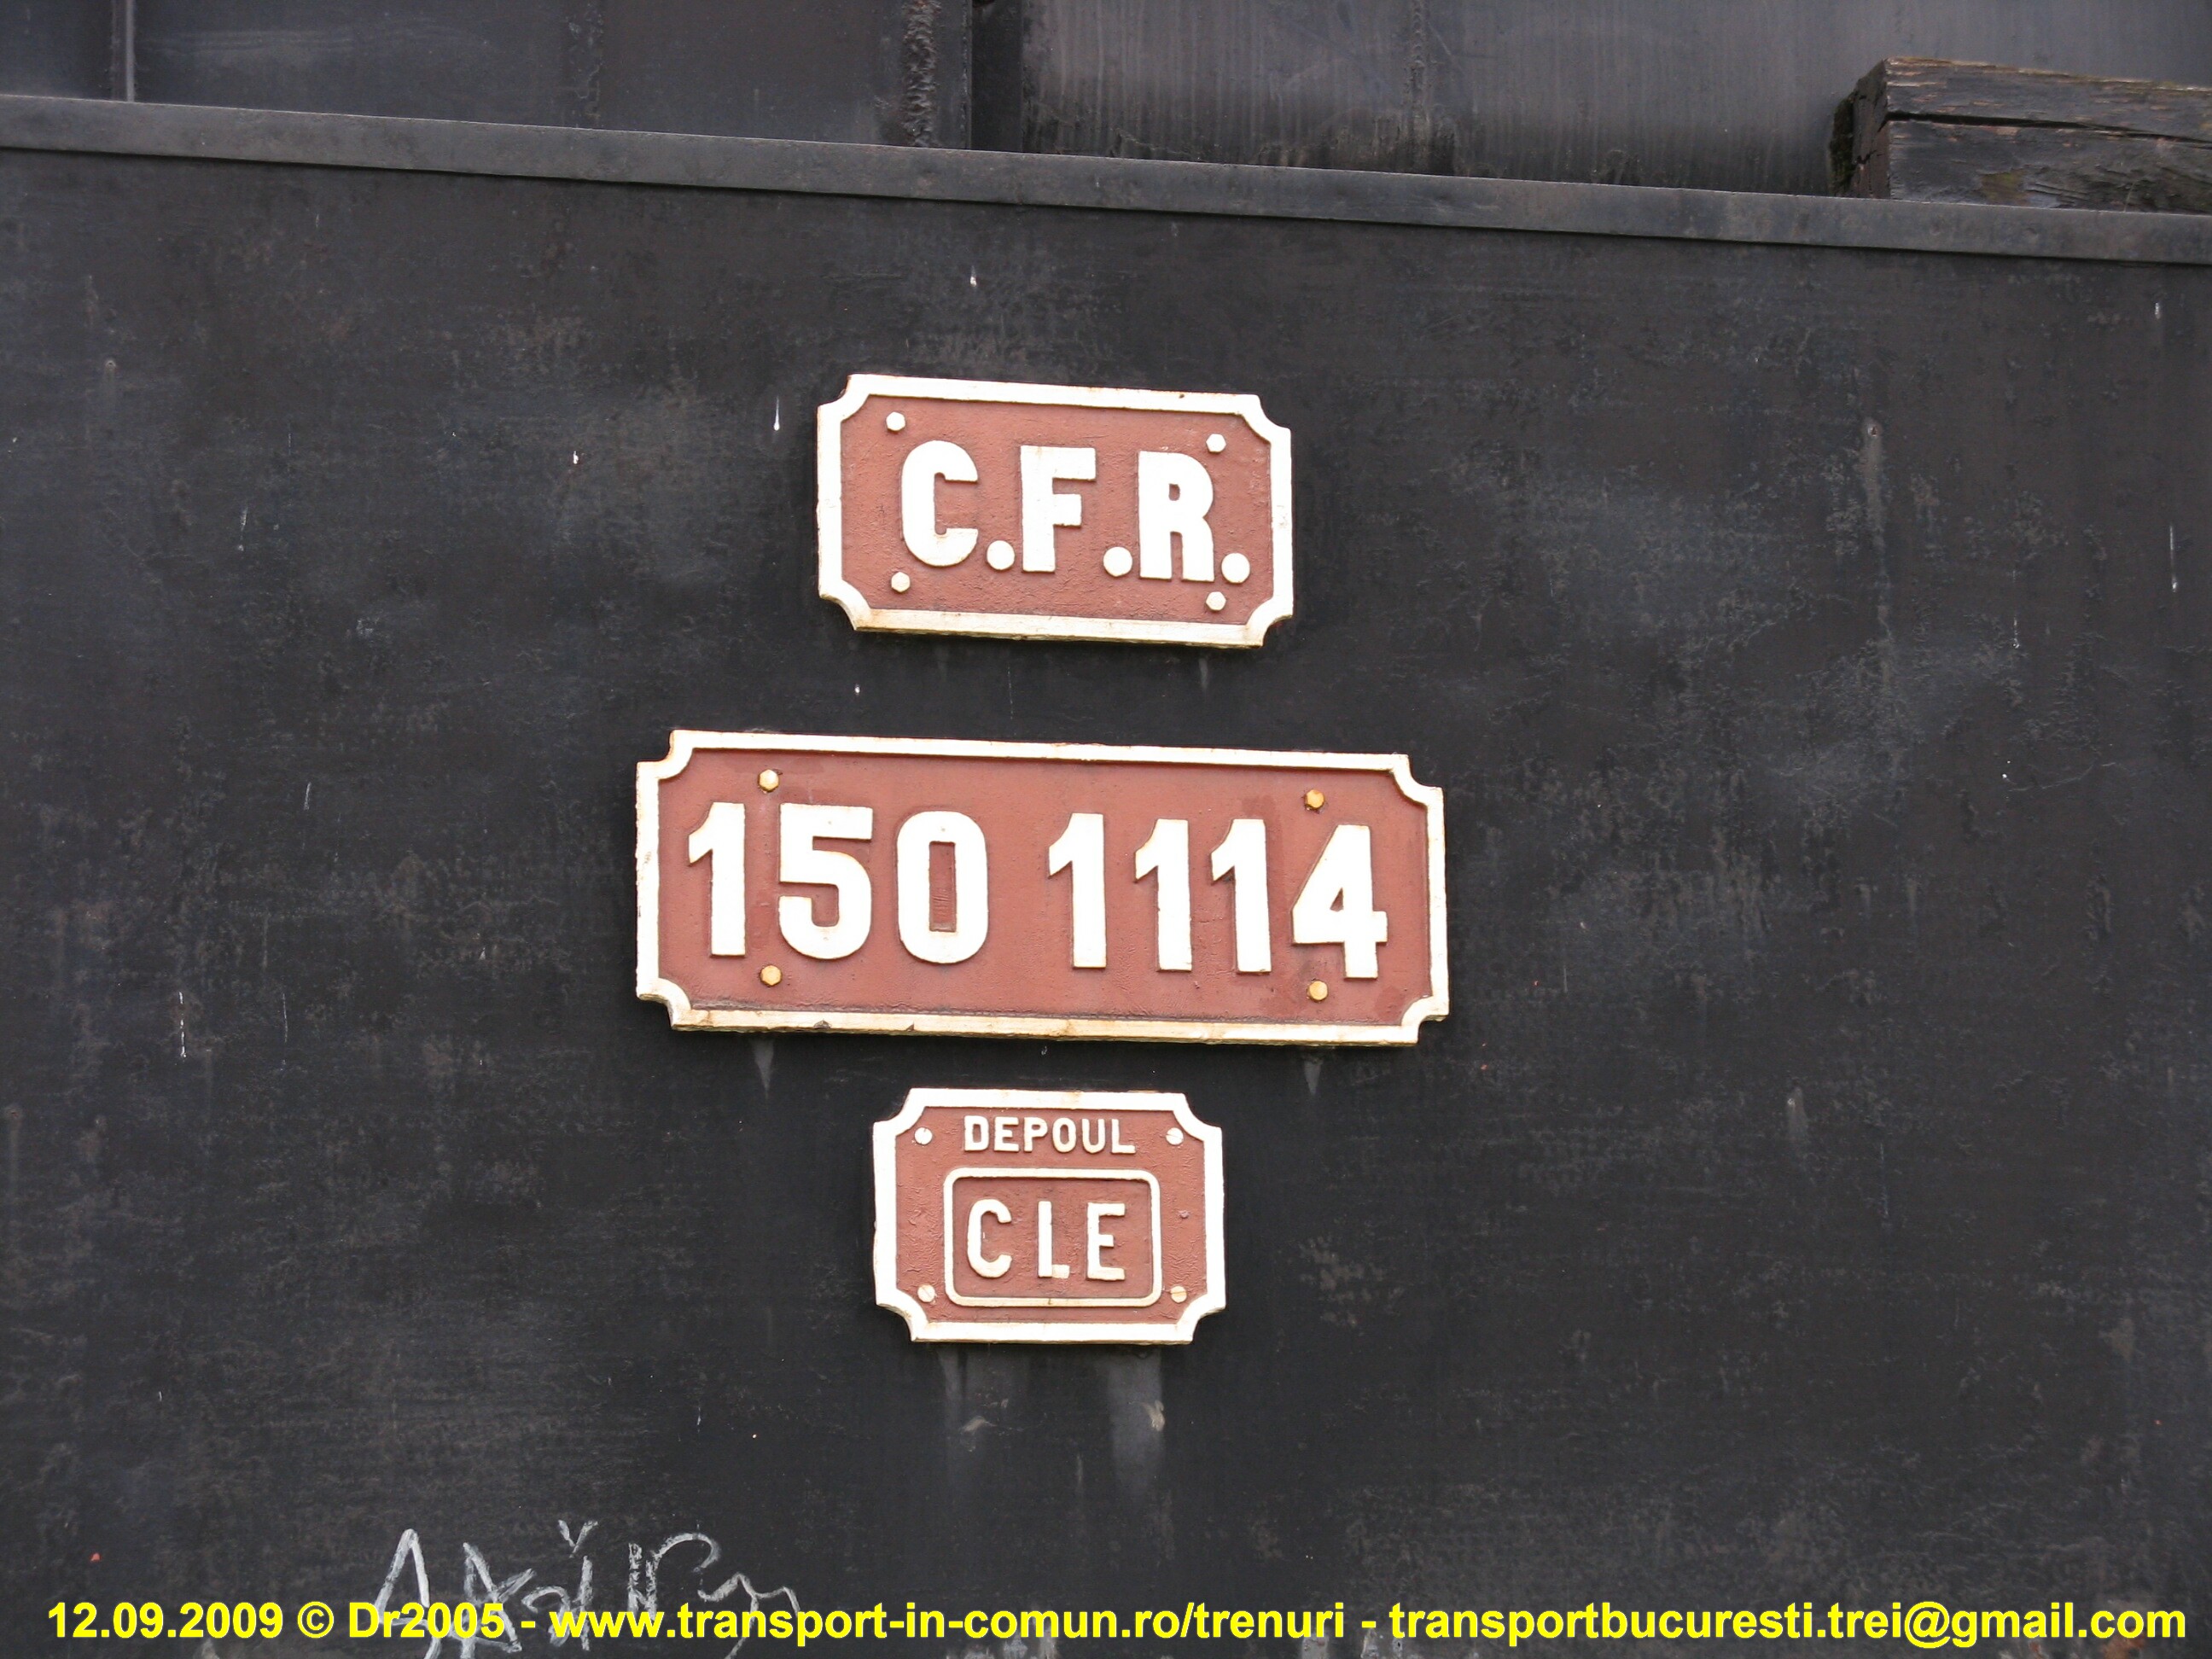 C.F.R.
150 1114
DEPOUL
CLE
12.09.2009 © Dr2005 - www.transport-in-comun.ro/trenuri - transportbucuresti.trei@gmail.com